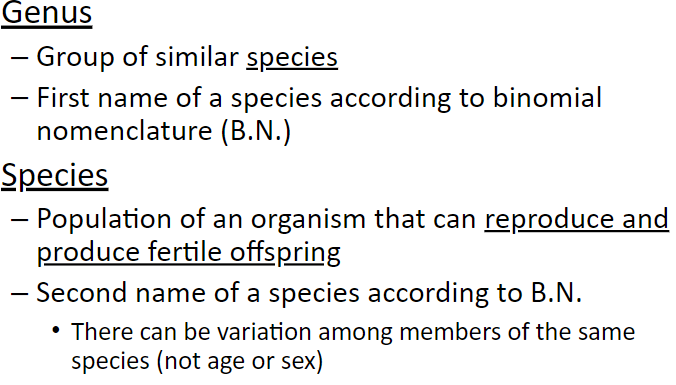 Genus
– Group of similar species
– First name of a species according to binomial
nomenclature (B.N.)
Species
– Population of an organism that can reproduce and
produce fertile offspring
– Second name of a species according to B.N.
• There can be variation among members of the same
species (not age or sex)